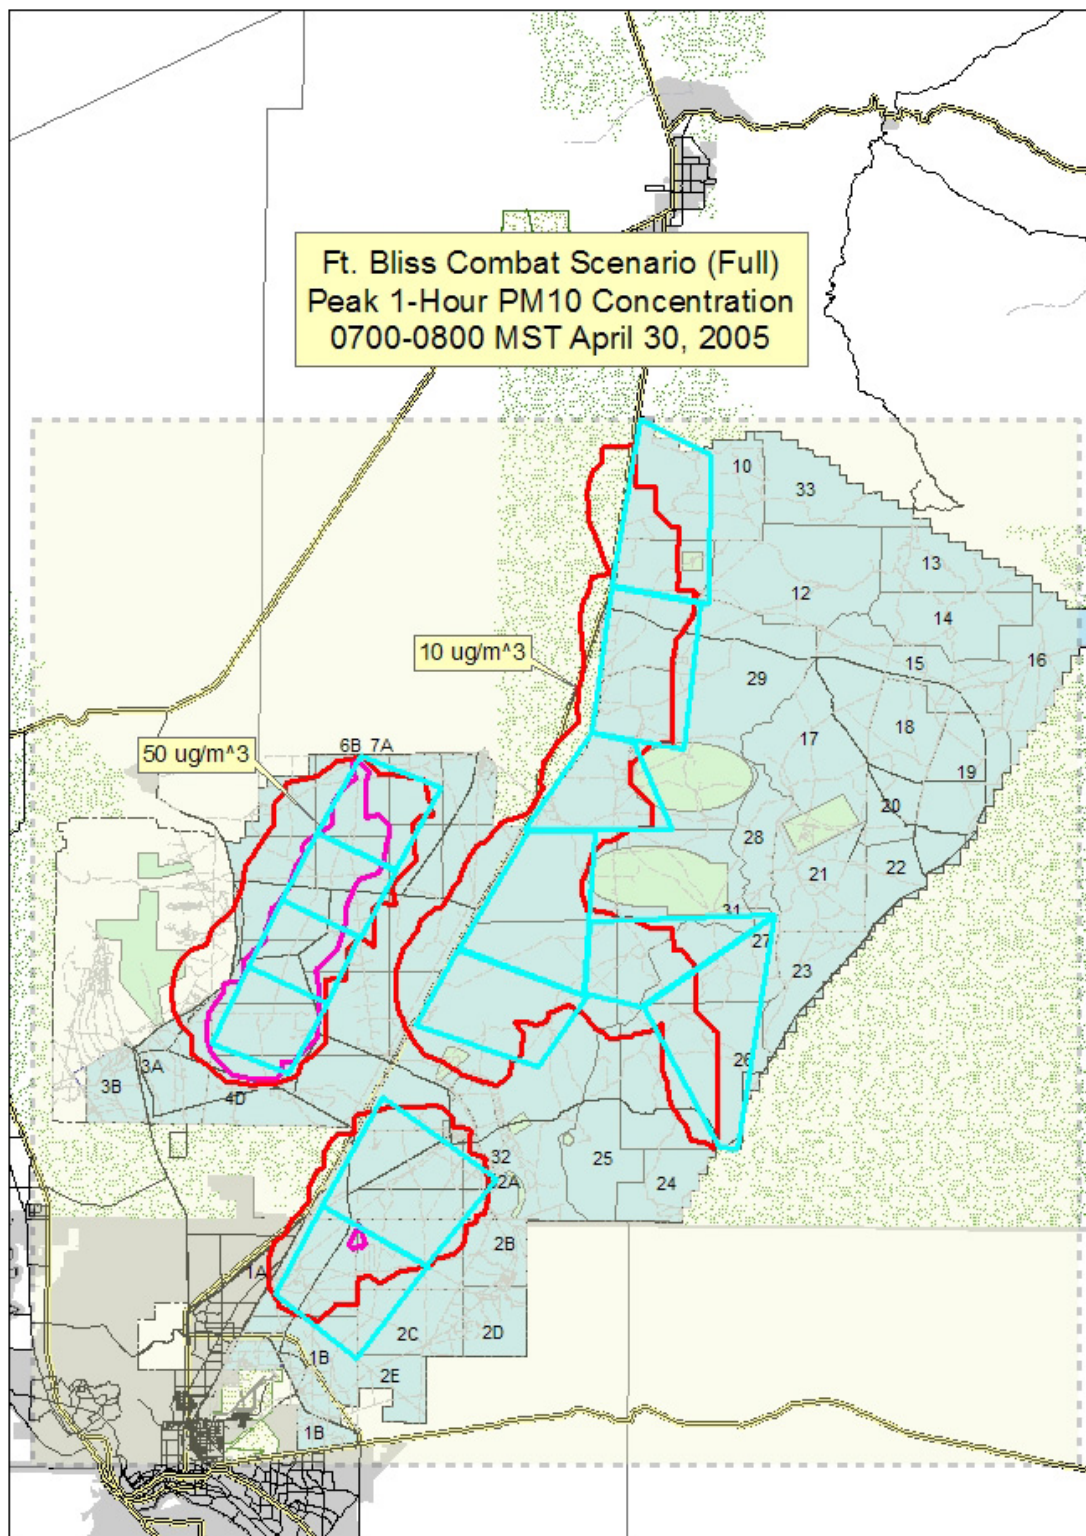 Ft. Bliss Combat Scenario (Full)
Peak 1-Hour PM10 Concentration
0700-0800 MST April 30, 2005
10
33
13
12
14
10 ug/m^3
15
16
29
18
17
6B 7A
50 ug/m^3
19
20
28
22
21
31
27
23
26
3A
3B
4D
32
25
24
2A
2B
1A
2C
2D
1B
2E
1B